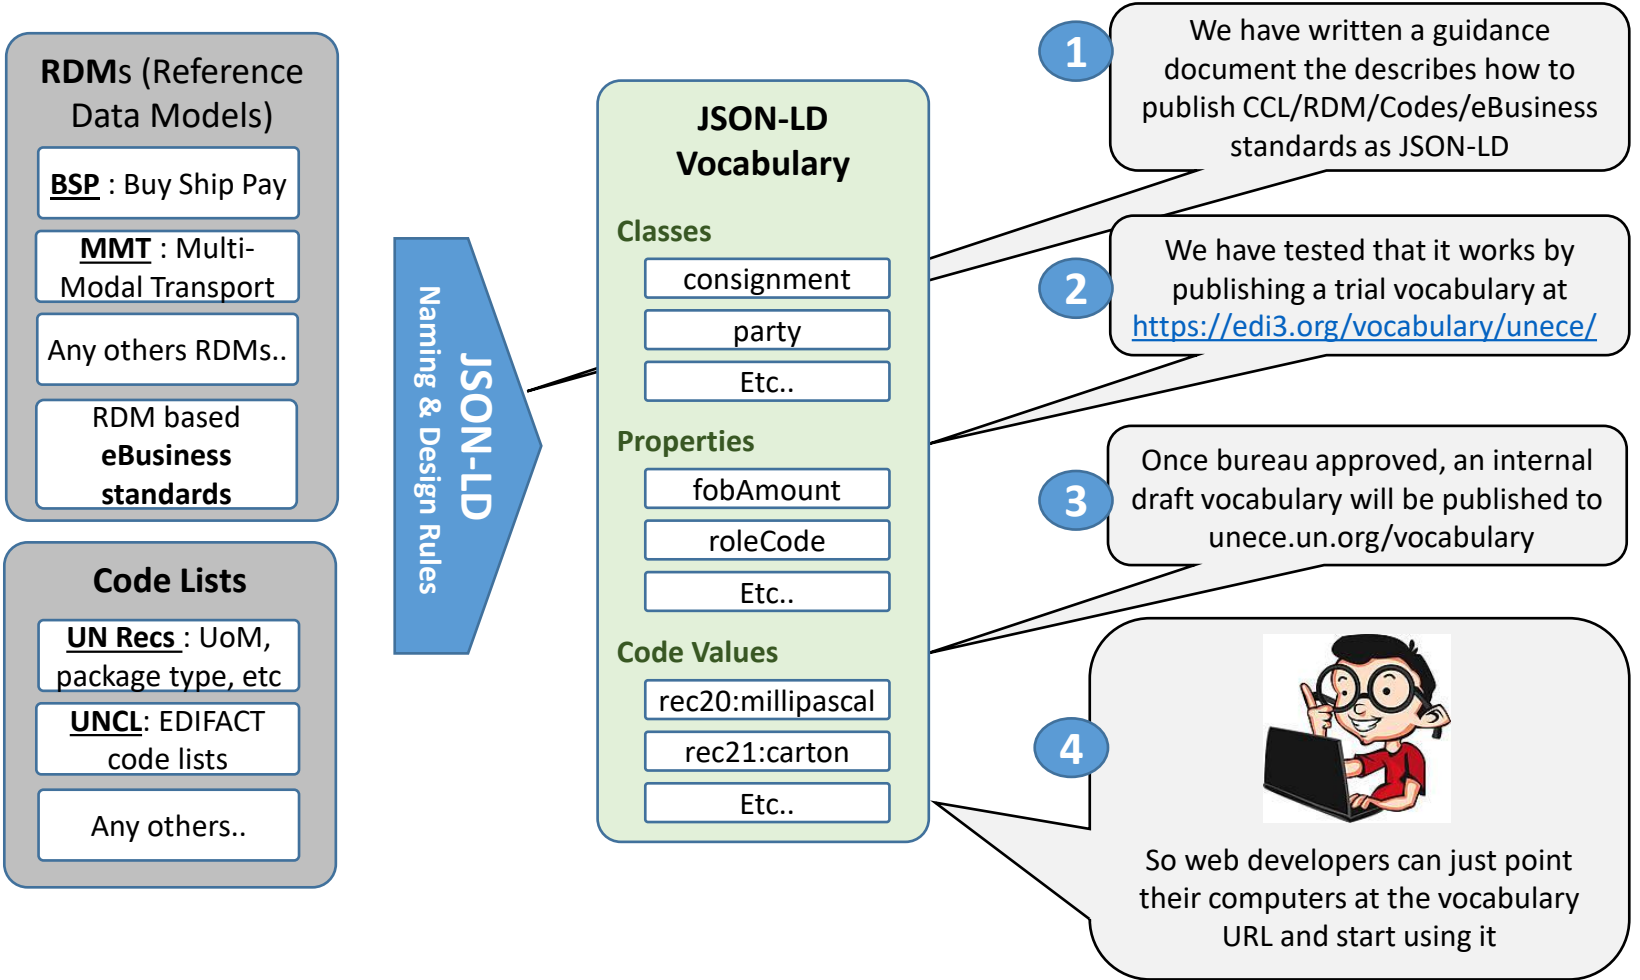 RDMs (Reference
Data Models)
BSP : Buy Ship Pay
MMT : Multi-
Modal Transport
Any others RDMs..
RDM based
eBusiness
standards
Code Lists
UN Recs : UoM,
package type, etc
UNCL: EDIFACT
code lists
Any others..
JSON-LD
Naming & Design Rules
JSON-LD
Vocabulary
Classes
consignment
party
Etc..
Properties
fobAmount
roleCode
Etc..
Code Values
rec20:millipascal
rec21:carton
Etc..
1
We have written a guidance
document the describes how to
publish CCL/RDM/Codes/eBusiness
standards as JSON-LD
2
We have tested that it works by
publishing a trial vocabulary at
https://edi3.org/vocabulary/unece/
3
Once bureau approved, an internal
draft vocabulary will be published to
unece.un.org/vocabulary
4
So web developers can just point
their computers at the vocabulary
URL and start using it